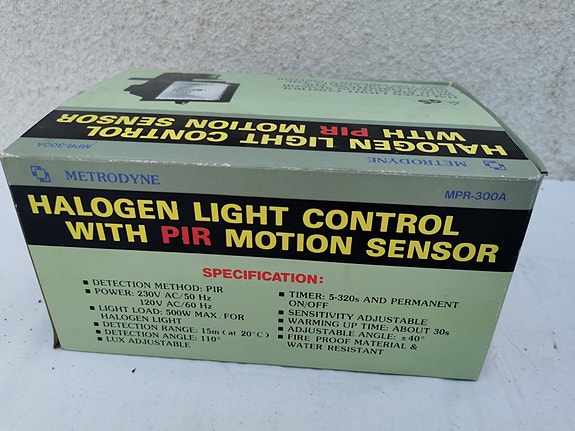 HALOGEN LIGHT CONTROL
WITH PIR MOTION SENSOR
METRODYNE
MPR-300A
METRODYNE
MPR-300A
HALOGEN LIGHT CONTROL
WITH PIR MOTION SENSOR
SPECIFICATION:
■ DETECTION METHOD: PIR
■ POWER: 230V AC/50 Hz
120V AC/60 Hz
■ LIGHT LOAD: 500W MAX. FOR
HALOGEN LIGHT
■ DETECTION RANGE: 15m (at 20°C)
■ DETECTION ANGLE: 110°
■ LUX ADJUSTABLE
■ TIMER: 5-320s AND PERMANENT
ON/OFF
■ SENSITIVITY ADJUSTABLE
■ WARMING UP TIME: ABOUT 30s
■ ADJUSTABLE ANGLE: ±40°
■ FIRE PROOF MATERIAL &
WATER RESISTANT